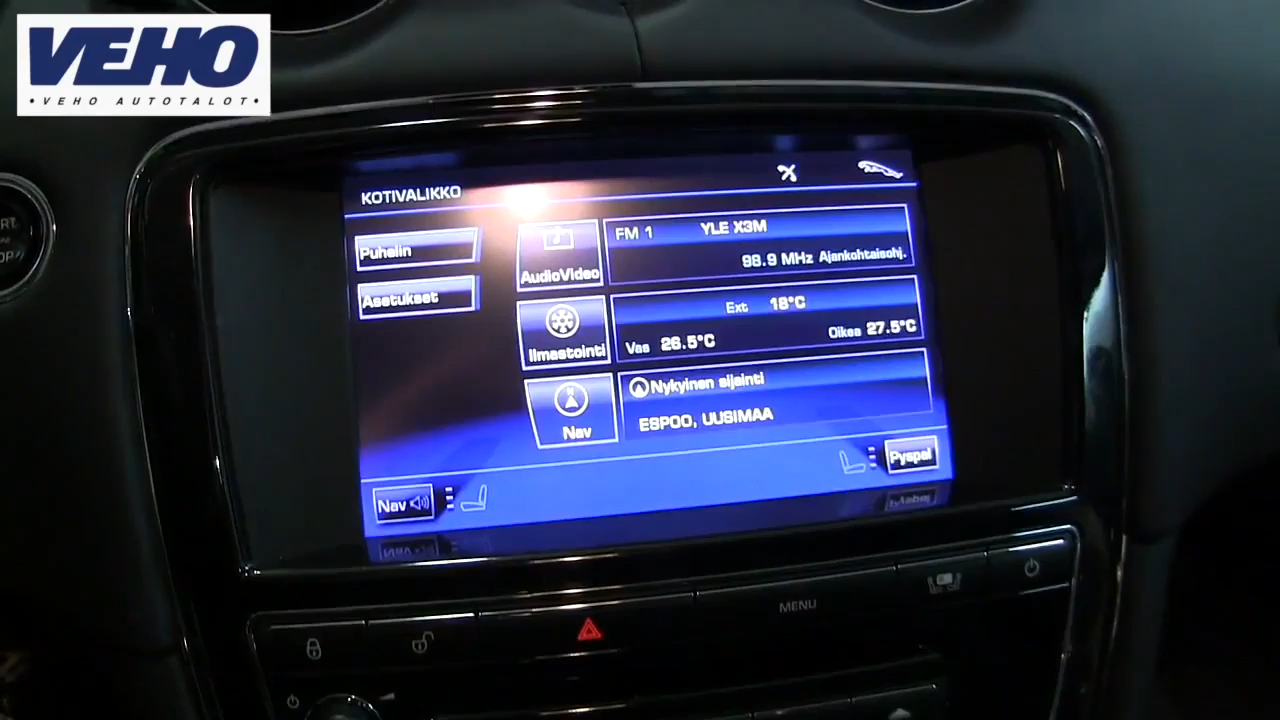 VEHO
• VEHO AUTOTALOT •
KOTIVALIKKO
Puhelin
Asetukset
AudioVideo
FM 1 YLE X3M
98.9 MHz Ajankohtaisohj.
Ilmastointi
Ext 18°C
Vas 26.5°C Oikea 27.5°C
N
Nav
Nykyinen sijainti
ESPOO, UUSIMAA
Nav
Pyspal
MENU